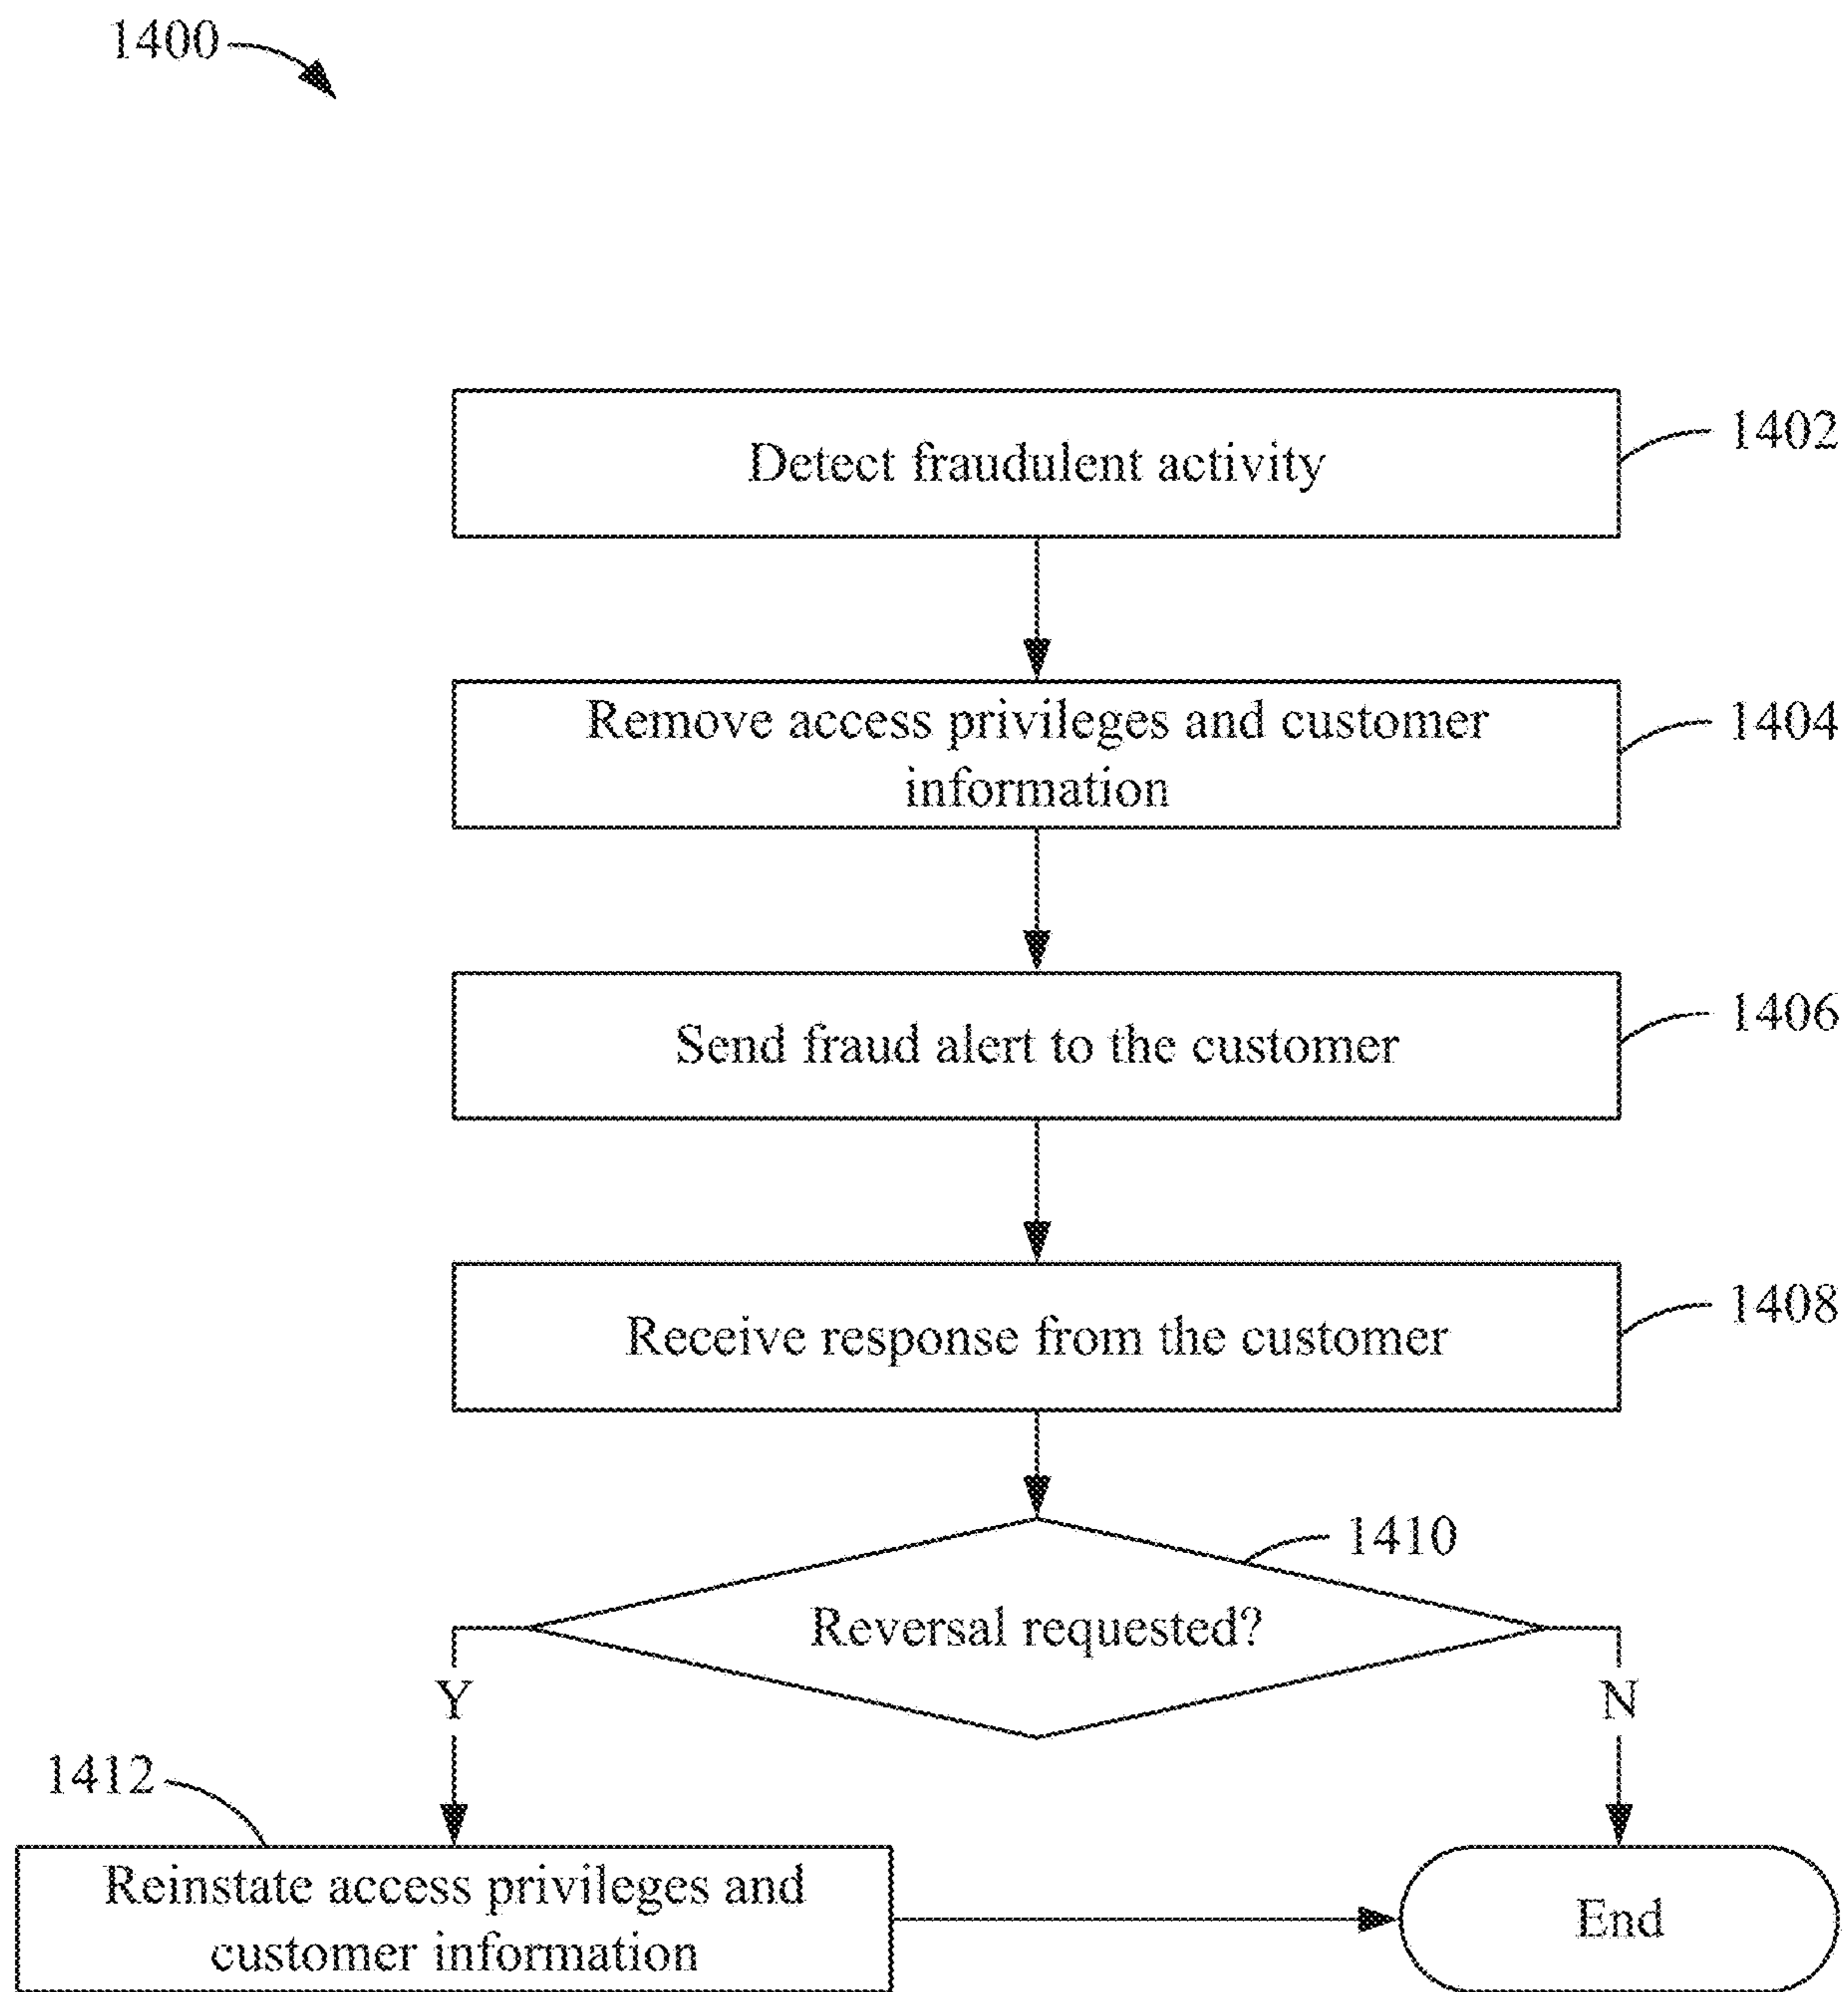 1400
Detect fraudulent activity
1402
Remove access privileges and customer
information
1404
Send fraud alert to the customer
1406
Receive response from the customer
1408
1410
Reversal requested?
Y
N
1412
Reinstate access privileges and
customer information
End